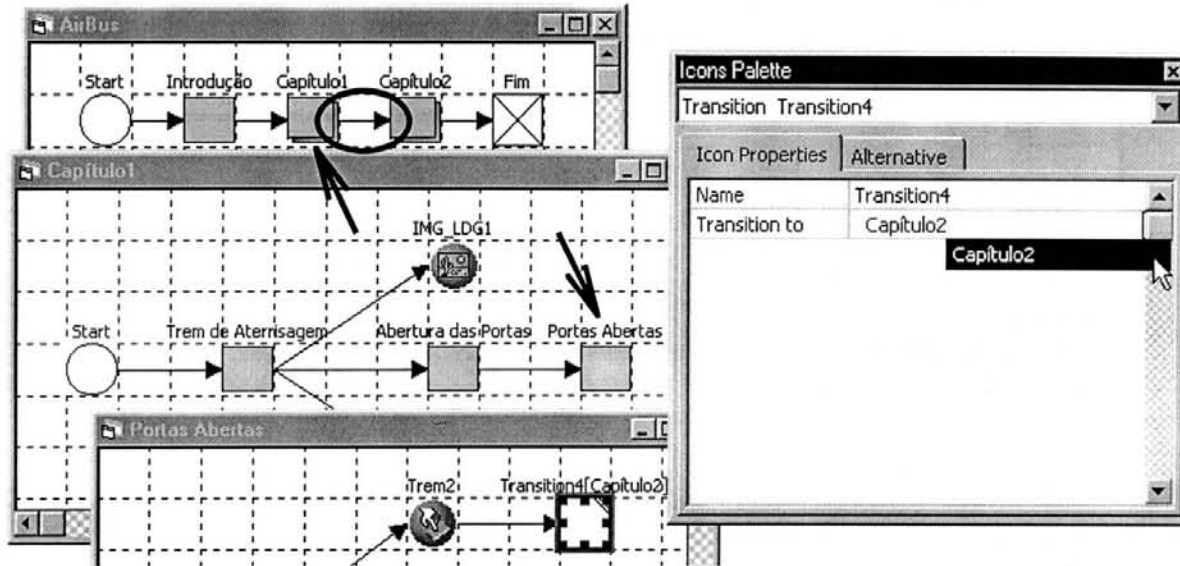 AirBus
Start Introdução Capítulo1 Capítulo2 Fim
Capítulo1
IMG_LDG1
Start Trem de Aterrisagem Abertura das Portas Portas Abertas
Portas Abertas
Trem2 Transition4[Capítulo2]
Icons Palette
Transition Transition4
Icon Properties Alternative
Name Transition4
Transition to Capítulo2
Capítulo2